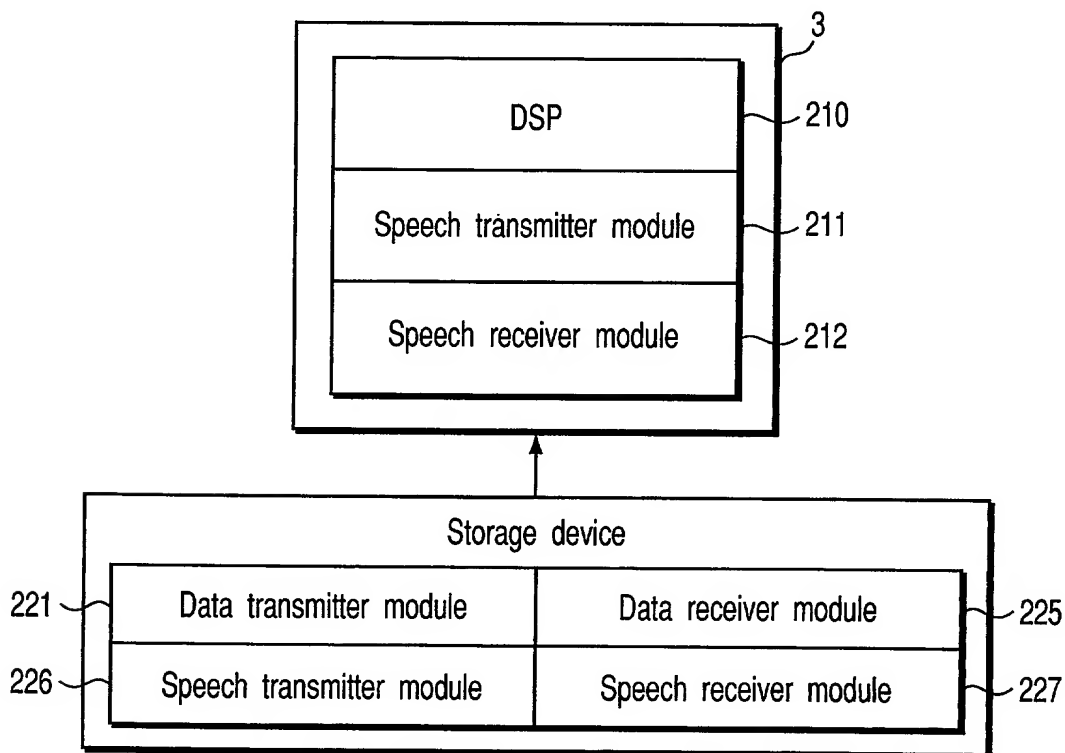 3
DSP
210
Speech transmitter module
211
Speech receiver module
212
Storage device
221
Data transmitter module
Data receiver module
225
226
Speech transmitter module
Speech receiver module
227